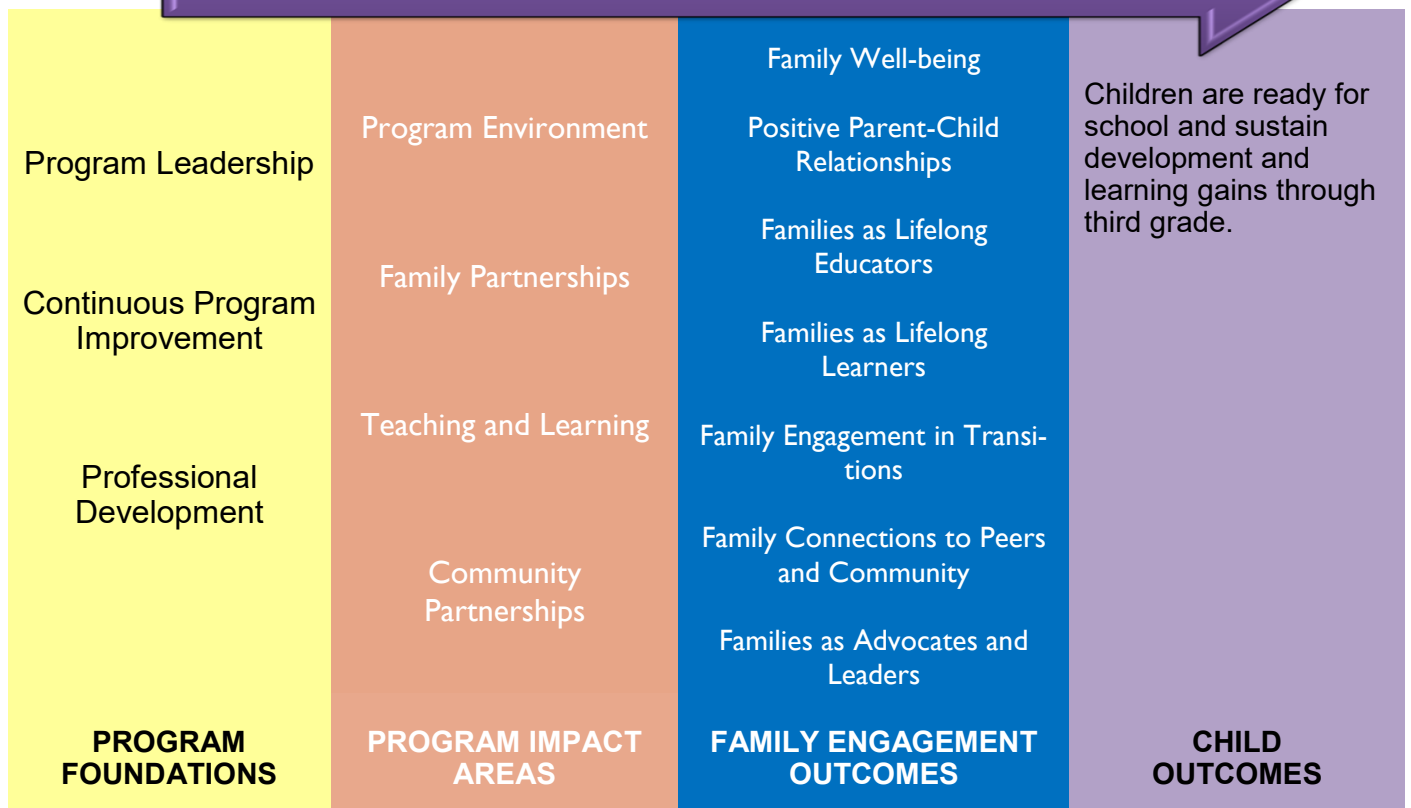 Program Leadership
Continuous Program
Improvement
Professional
Development
PROGRAM
FOUNDATIONS
Program Environment
Family Partnerships
Teaching and Learning
Community
Partnerships
PROGRAM IMPACT
AREAS
Family Well-being
Positive Parent-Child
Relationships
Families as Lifelong
Educators
Families as Lifelong
Learners
Family Engagement in Transi-
tions
Family Connections to Peers
and Community
Families as Advocates and
Leaders
FAMILY ENGAGEMENT
OUTCOMES
Children are ready for
school and sustain
development and
learning gains through
third grade.
CHILD
OUTCOMES